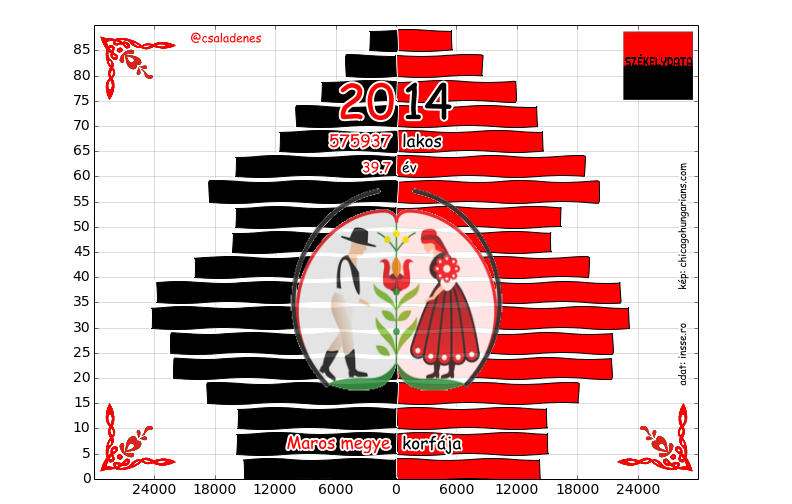 @csaladenes
SZÉKELYDATA
2014
575937 lakos
39.7 év
kép: chicagohungarians.com
adat: insse.ro
Maros megye korfája
85
80
75
70
65
60
55
50
45
40
35
30
25
20
15
10
5
0
24000 18000 12000 6000 0 6000 12000 18000 24000